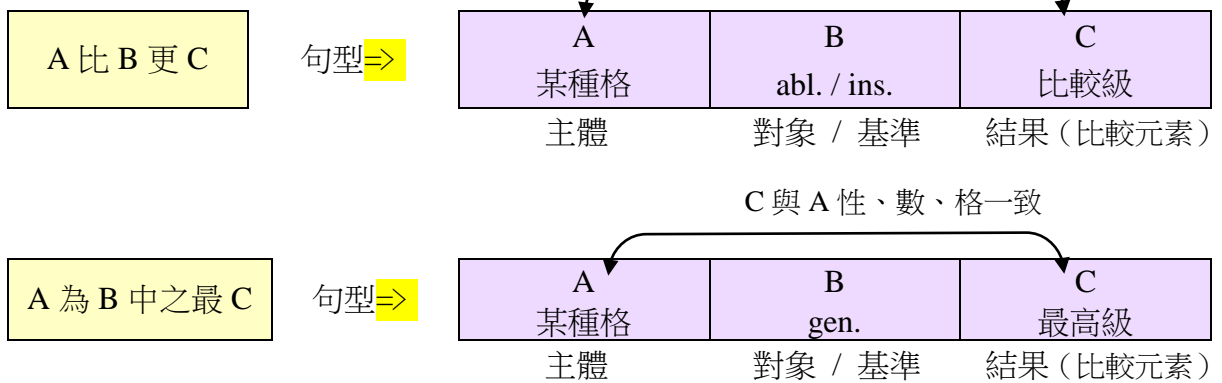 A 比 B 更 C 句型=> A B C
某種格 abl. / ins. 比較級
主體 對象 / 基準 結果（比較元素）
C 與 A 性、數、格一致
A 為 B 中之最 C 句型=> A B C
某種格 gen. 最高級
主體 對象 / 基準 結果（比較元素）